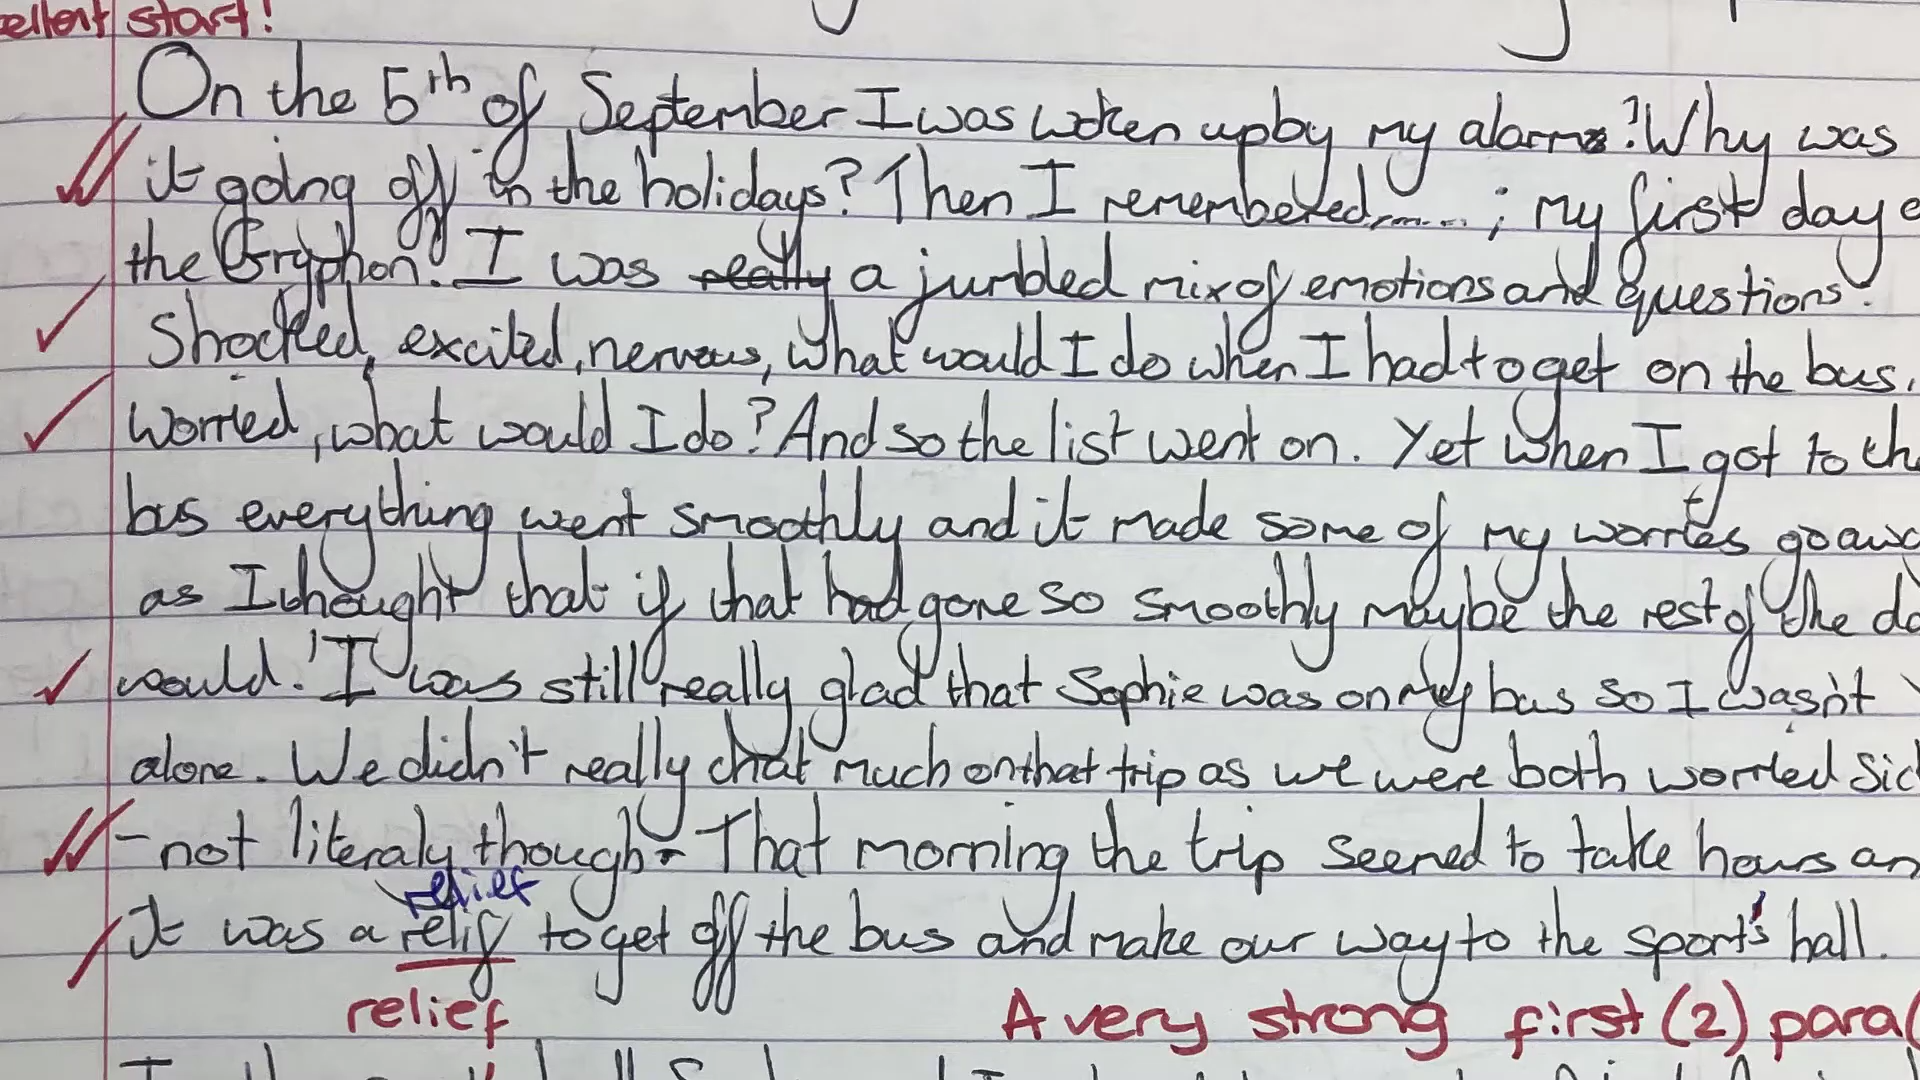 ellent start!
On the 5th of September I was woken up by my alarm? Why was
it going off in the holidays? Then I remembered,.......; my first day
the Gryphon! I was really a jumbled mix of emotions and questions.
Shocked, excited, nervous, what would I do when I had to get on the bus.
Worried, what would I do? And so the list went on. Yet when I got to th
bus everything went smoothly and it made some of my worries go awa
as I thought that if that had gone so smoothly maybe the rest of the da
would. I was still really glad that Sophie was on my bus so I wasn't
alone. We didn't really chat much on that trip as we were both worried sic
- not literaly though. That morning the trip seemed to take hours an
relief
It was a relif to get off the bus and make our way to the sport's hall.
relief
A very strong first (2) para(